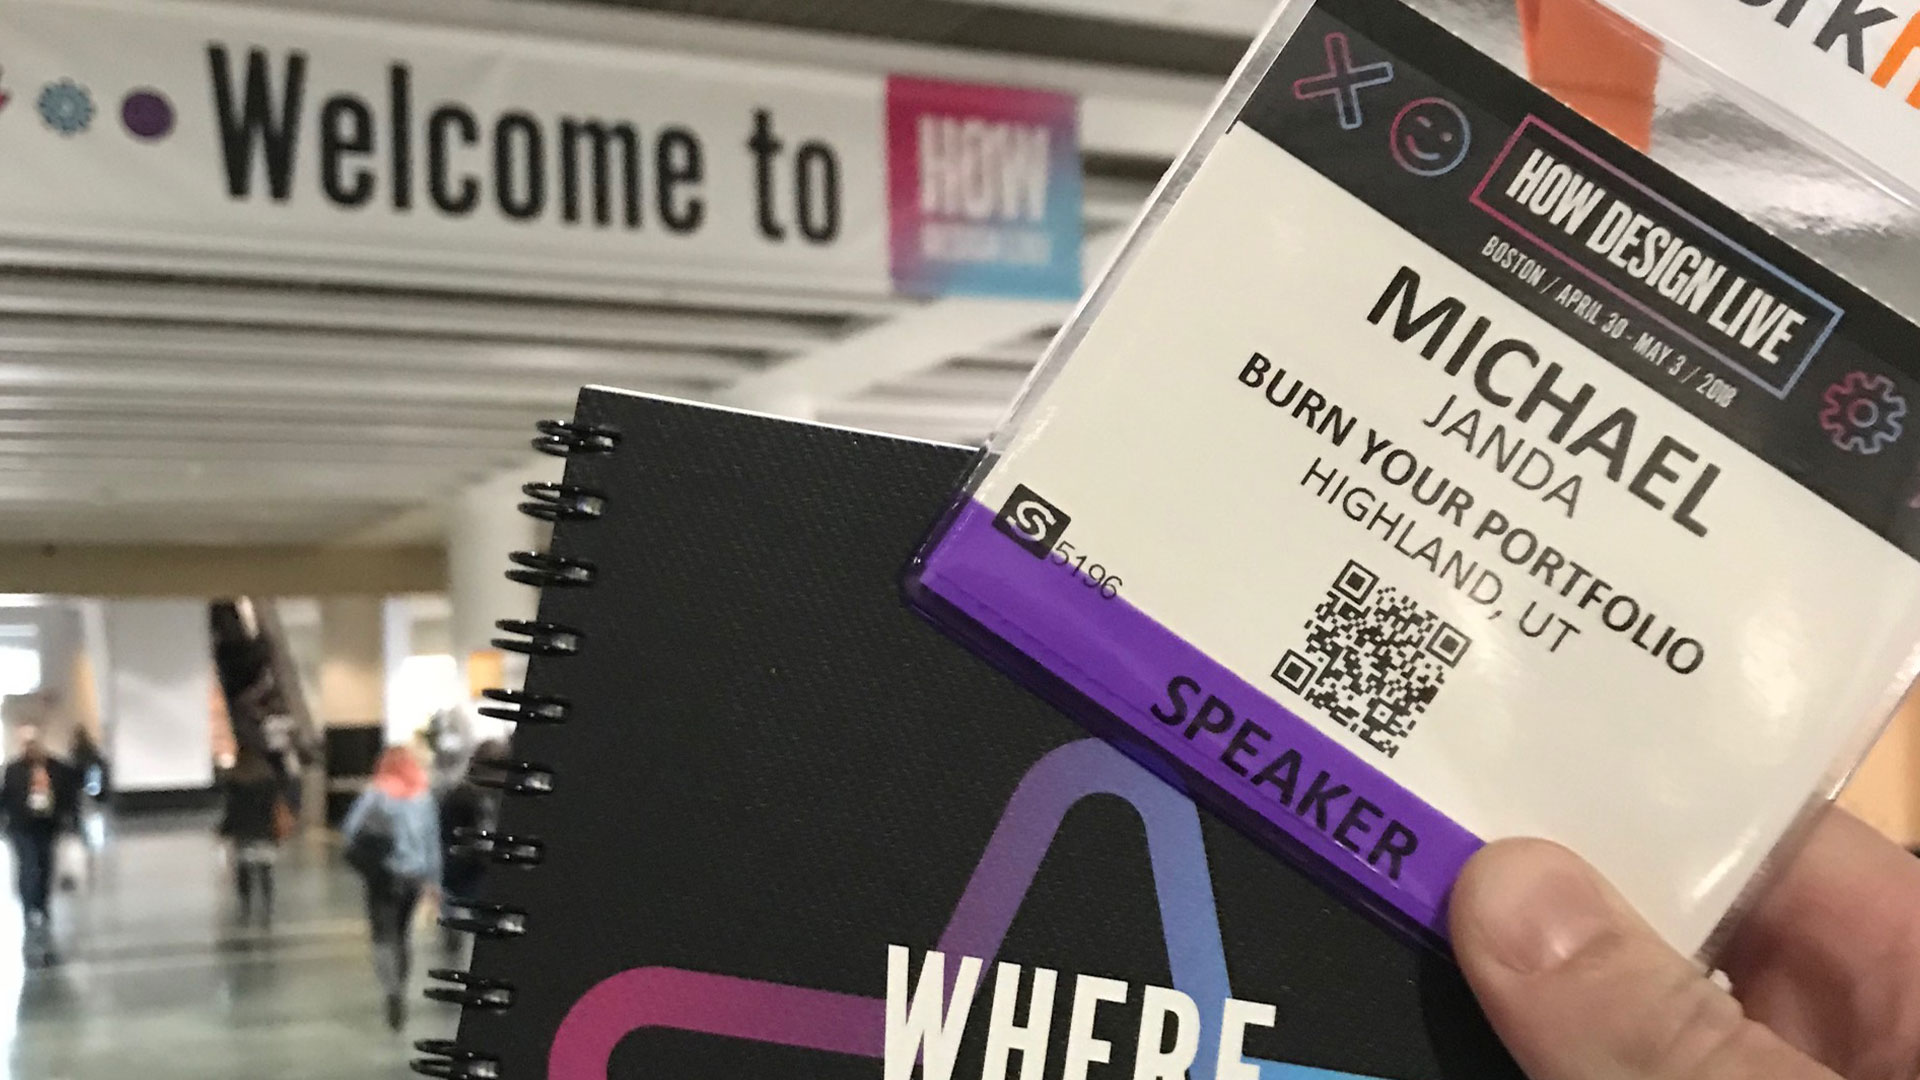 Welcome to
HOW
HOW DESIGN LIVE
BOSTON / APRIL 30 - MAY 3 / 2018
MICHAEL
JANDA
BURN YOUR PORTFOLIO
HIGHLAND, UT
S 5196
SPEAKER
WHERE